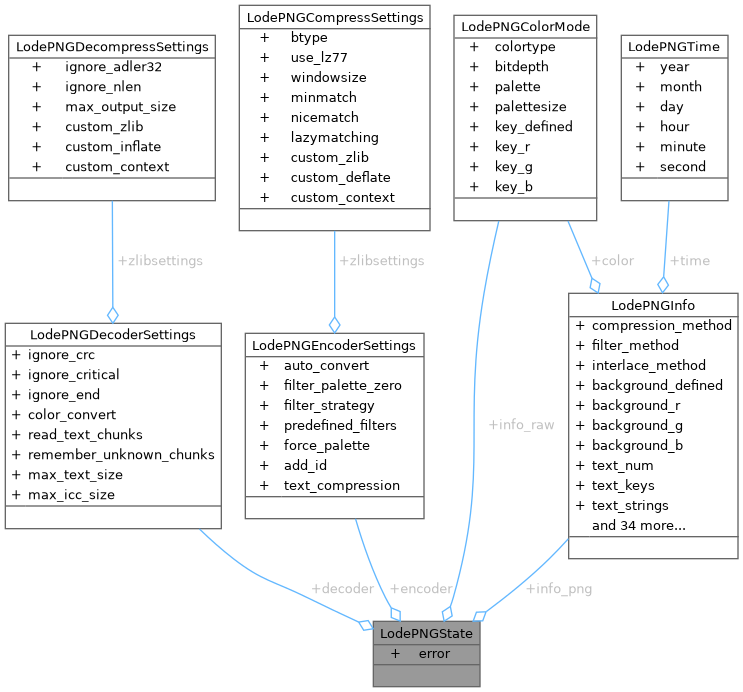 LodePNGDecompressSettings
+ ignore_adler32
+ ignore_nlen
+ max_output_size
+ custom_zlib
+ custom_inflate
+ custom_context
LodePNGCompressSettings
+ btype
+ use_lz77
+ windowsize
+ minmatch
+ nicematch
+ lazymatching
+ custom_zlib
+ custom_deflate
+ custom_context
LodePNGColorMode
+ colortype
+ bitdepth
+ palette
+ palettesize
+ key_defined
+ key_r
+ key_g
+ key_b
LodePNGTime
+ year
+ month
+ day
+ hour
+ minute
+ second
+zlibsettings
+zlibsettings
+color
+time
LodePNGDecoderSettings
+ ignore_crc
+ ignore_critical
+ ignore_end
+ color_convert
+ read_text_chunks
+ remember_unknown_chunks
+ max_text_size
+ max_icc_size
LodePNGEncoderSettings
+ auto_convert
+ filter_palette_zero
+ filter_strategy
+ predefined_filters
+ force_palette
+ add_id
+ text_compression
+info_raw
LodePNGInfo
+ compression_method
+ filter_method
+ interlace_method
+ background_defined
+ background_r
+ background_g
+ background_b
+ text_num
+ text_keys
+ text_strings
and 34 more...
+decoder
+encoder
+info_png
LodePNGState
+ error